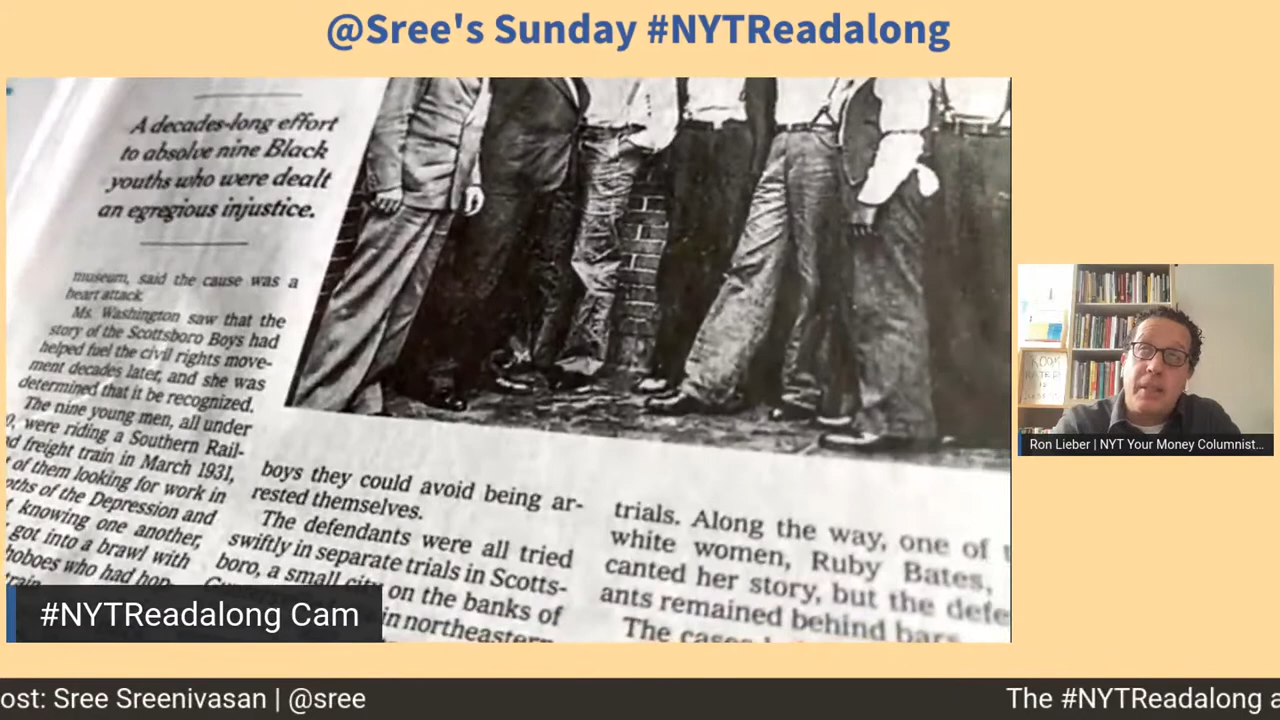 @Sree's Sunday #NYTReadalong
A decades-long effort
to absolve nine Black
youths who were dealt
an egregious injustice.
museum, said the cause was a
heart attack.
Ms. Washington saw that the
story of the Scottsboro Boys had
helped fuel the civil rights move-
ment decades later, and she was
determined that it be recognized.
The nine young men, all under
were riding a Southern Rail-
freight train in March 1931,
of them looking for work in
of the Depression and
knowing one another,
got into a brawl with
hoboes who had hop-
train
boys they could avoid being ar-
rested themselves.
The defendants were all tried
swiftly in separate trials in Scotts-
boro, a small city on the banks of
in northeastern
trials. Along the way, one of
white women, Ruby Bates,
canted her story, but the defe
ants remained behind bars
The
#NYTReadalong Cam
Ron Lieber | NYT Your Money Columnist...
ost: Sree Sreenivasan | @sree
The #NYTReadalong a